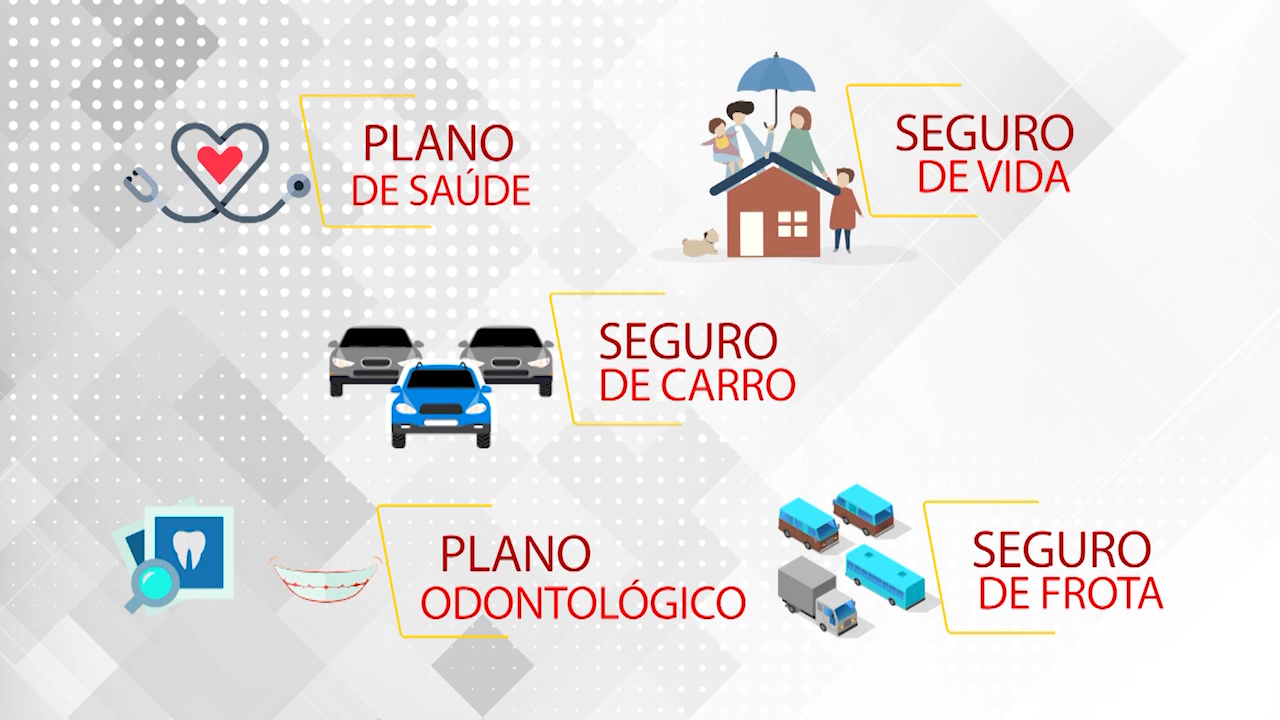 PLANO
DE SAÚDE
SEGURO
DE VIDA
SEGURO
DE CARRO
PLANO
ODONTOLÓGICO
SEGURO
DE FROTA